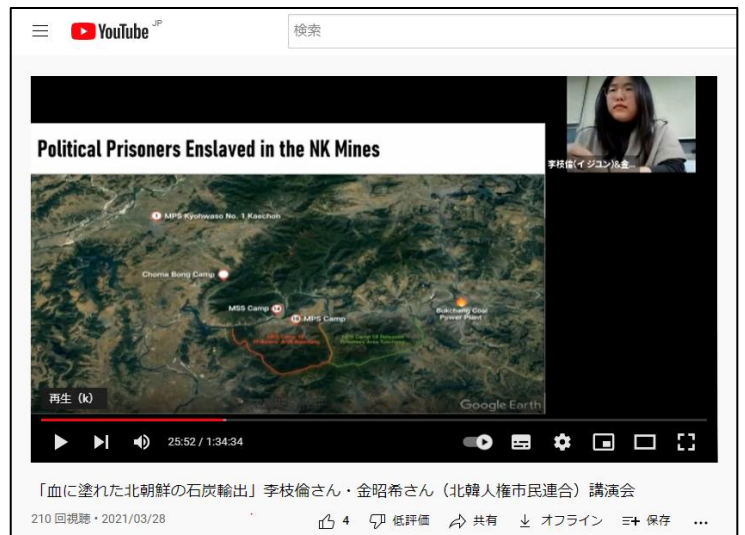 YouTube JP
検索
Political Prisoners Enslaved in the NK Mines
李枝倫(イ ジユン)&金...
1 MPS Kyohwaso No. 1 Kaechon
Choma Bong Camp
MSS Camp 14
18 MPS Camp
Bukchang Coal
Power Plant
Google Earth
再生 (k)
25:52 / 1:34:34
「血に塗れた北朝鮮の石炭輸出」李枝倫さん・金昭希さん（北韓人権市民連合）講演会
210 回視聴・2021/03/28
4 低評価 共有 オフライン 保存 ...